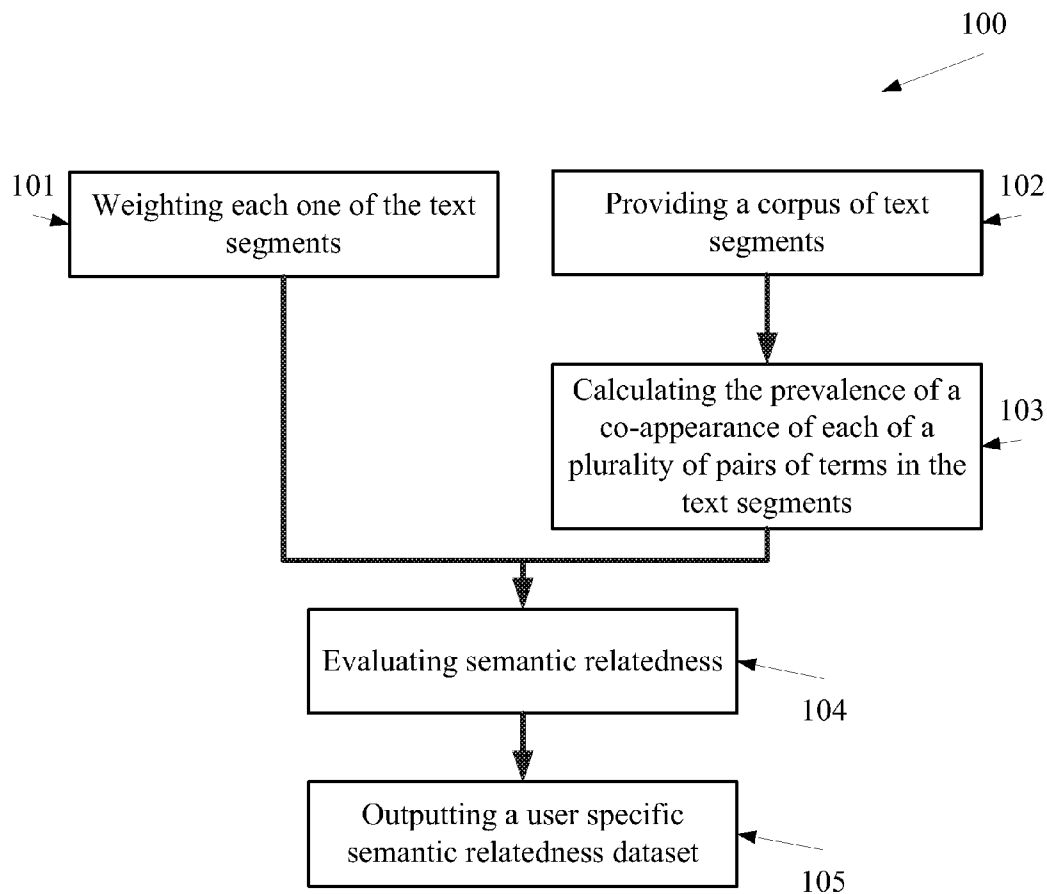 100
101
Weighting each one of the text
segments
102
Providing a corpus of text
segments
103
Calculating the prevalence of a
co-appearance of each of a
plurality of pairs of terms in the
text segments
Evaluating semantic relatedness
104
Outputting a user specific
semantic relatedness dataset
105